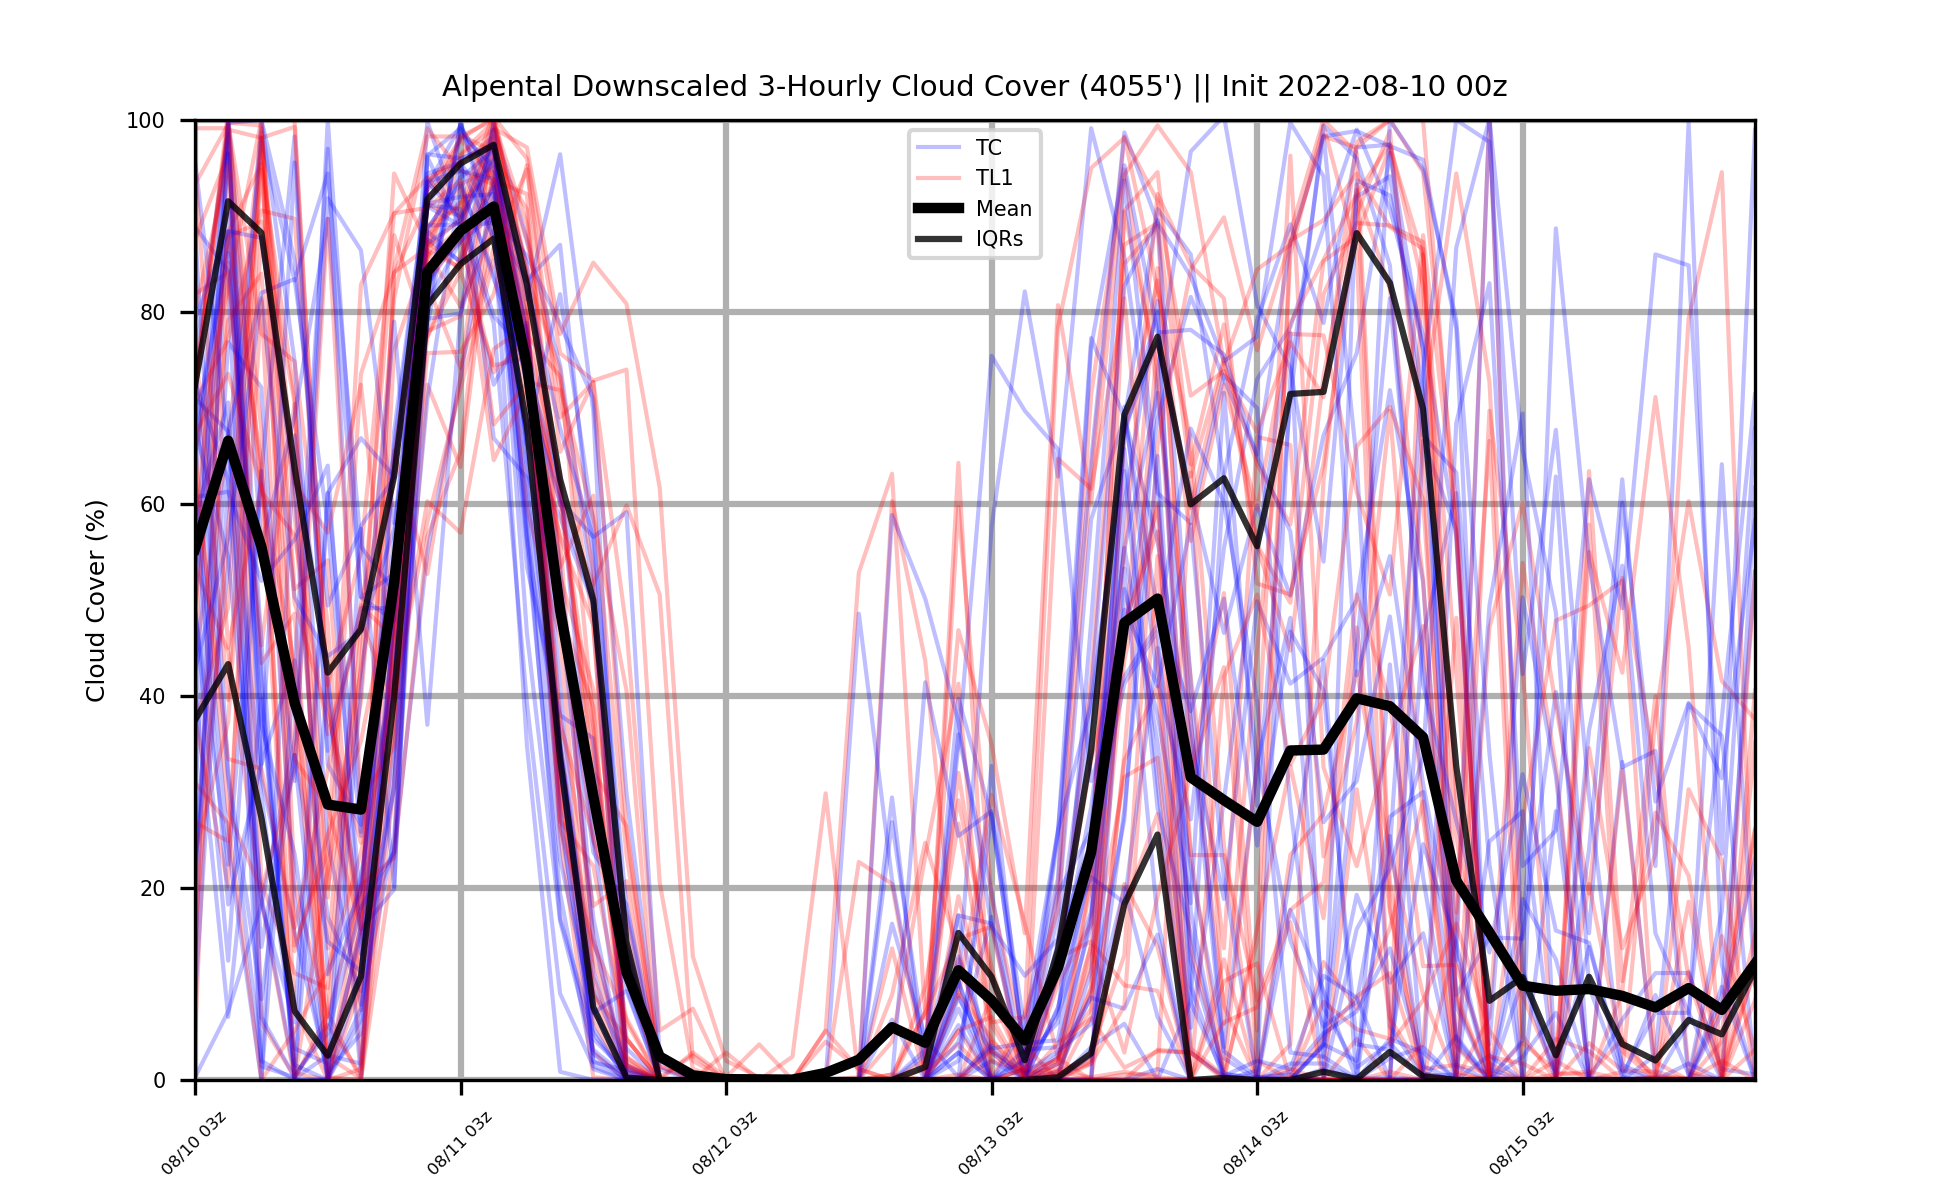 Alpental Downscaled 3-Hourly Cloud Cover (4055') || Init 2022-08-10 00z
TC
TL1
Mean
IQRs
Cloud Cover (%)
100
80
60
40
20
0
08/10 03z
08/11 03z
08/12 03z
08/13 03z
08/14 03z
08/15 03z